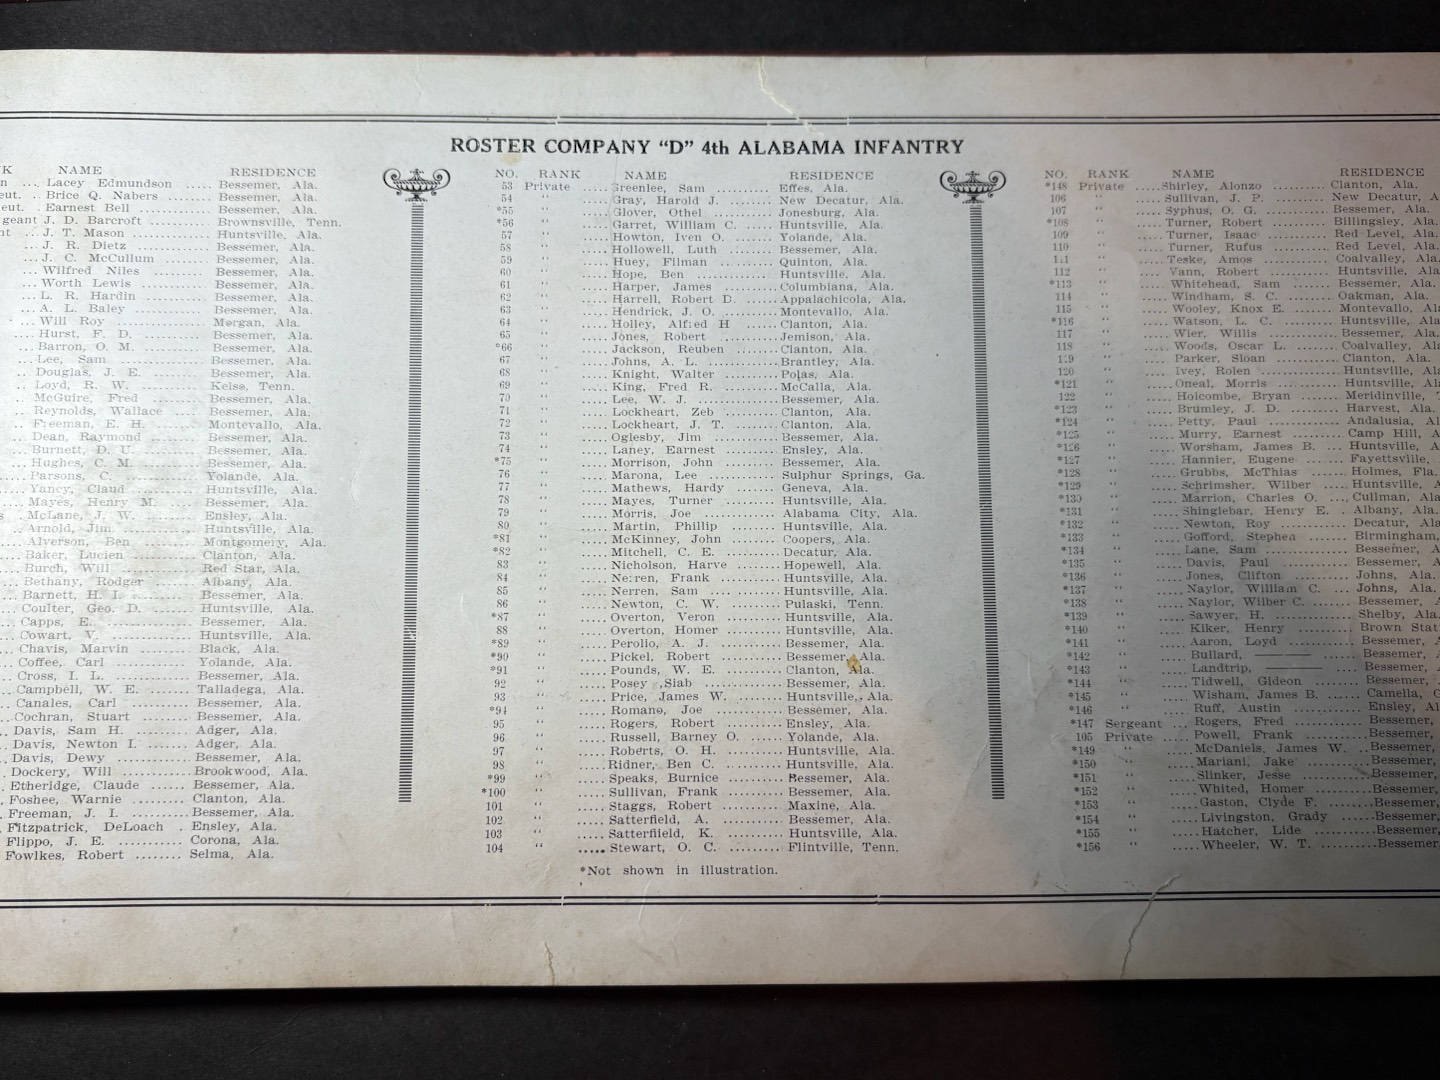 ROSTER COMPANY “D” 4th ALABAMA INFANTRY
K NAME RESIDENCE
n ... Lacey Edmundson ..... Bessemer, Ala.
eut. . Brice Q. Nabers ....... Bessemer, Ala.
eut. .. Earnest Bell ............ Bessemer, Ala.
geant J. D. Barcroft ........ Brownsville, Tenn.
nt .. J. T. Mason ........... Huntsville, Ala.
.. J. R. Dietz ............ Bessemer, Ala.
... J. C. McCullum ....... Bessemer, Ala.
... Wilfred Niles ......... Bessemer, Ala.
... Worth Lewis .......... Bessemer, Ala.
... L. R. Hardin ......... Bessemer, Ala.
... A. L. Baley .......... Bessemer, Ala.
... Will Roy ............ Morgan, Ala.
.. Hurst, F. D. ......... Bessemer, Ala.
.. Barron, O. M. ........ Bessemer, Ala.
.. Lee, Sam ............ Bessemer, Ala.
.. Douglas, J. E. ........ Bessemer, Ala.
.. Loyd, R. W. ......... Kelso, Tenn.
.. McGuire, Fred ....... Bessemer, Ala.
.. Reynolds, Wallace .... Bessemer, Ala.
.. Freeman, E. H. ....... Montevallo, Ala.
.. Dean, Raymond ....... Bessemer, Ala.
.. Burnett, D. U. ........ Bessemer, Ala.
.. Hughes, C. M. ........ Bessemer, Ala.
.. Parsons, C. ........... Yolande, Ala.
.. Yancy, Claud ......... Huntsville, Ala.
.. Mayes, Henry M. ...... Bessemer, Ala.
s McLane, J. W. ........ Ensley, Ala.
.. Arnold, Jim .......... Huntsville, Ala.
... Alverson, Ben ........ Montgomery, Ala.
... Baker, Lucien ........ Clanton, Ala.
... Burch, Will .......... Red Star, Ala.
... Bethany, Rodger ...... Albany, Ala.
... Barnett, H. I. ........ Bessemer, Ala.
... Coulter, Geo. D. ....... Huntsville, Ala.
... Capps, E. ............ Bessemer, Ala.
... Cowart, V. ........... Huntsville, Ala.
... Chavis, Marvin ....... Black, Ala.
... Coffee, Carl .......... Yolande, Ala.
... Cross, I. L. ........... Bessemer, Ala.
... Campbell, W. E. ...... Talladega, Ala.
... Canales, Carl ......... Bessemer, Ala.
... Cochran, Stuart ...... Bessemer, Ala.
.. Davis, Sam H. ........ Adger, Ala.
.. Davis, Newton I. ...... Adger, Ala.
.. Davis, Dewy .......... Bessemer, Ala.
.. Dockery, Will ......... Brookwood, Ala.
. Etheridge, Claude ..... Bessemer, Ala.
. Foshee, Warnie ........ Clanton, Ala.
. Freeman, J. I. ......... Bessemer, Ala.
. Fitzpatrick, DeLoach . Ensley, Ala.
Flippo, J. E. ........... Corona, Ala.
Fowlkes, Robert ........ Selma, Ala.
NO. RANK NAME RESIDENCE
53 Private ..... Greenlee, Sam .......... Effes, Ala.
54 “ .... Gray, Harold J. ......... New Decatur, Ala.
*55 “ .... Glover, Othel .......... Jonesburg, Ala.
*56 “ .... Garret, William C. ...... Huntsville, Ala.
57 “ .... Howton, Iven O. ........ Yolande, Ala.
58 “ .... Hollowell, Luth ......... Bessemer, Ala.
59 “ .... Huey, Filman .......... Quinton, Ala.
60 “ .... Hope, Ben ............ Huntsville, Ala.
61 “ .... Harper, James ......... Columbiana, Ala.
62 “ .... Harrell, Robert D. ...... Appalachicola, Ala.
63 “ .... Hendrick, J. O. ........ Montevallo, Ala.
64 “ .... Holley, Alfred H ....... Clanton, Ala.
65 “ .... Jones, Robert .......... Jemison, Ala.
*66 “ .... Jackson, Reuben ........ Clanton, Ala.
67 “ .... Johns, A. L. ........... Brantley, Ala.
68 “ .... Knight, Walter ......... Polas, Ala.
69 “ .... King, Fred R. .......... McCalla, Ala.
70 “ .... Lee, W. J. ............. Bessemer, Ala.
71 “ .... Lockheart, Zeb ......... Clanton, Ala.
72 “ .... Lockheart, J. T. ........ Clanton, Ala.
73 “ .... Oglesby, Jim ........... Bessemer, Ala.
74 “ .... Laney, Earnest ......... Ensley, Ala.
*75 “ .... Morrison, John ......... Bessemer, Ala.
76 “ .... Marona, Lee ........... Sulphur Springs, Ga.
77 “ .... Mathews, Hardy ........ Geneva, Ala.
78 “ .... Mayes, Turner ......... Huntsville, Ala.
79 “ .... Morris, Joe ............ Alabama City, Ala.
80 “ .... Martin, Phillip ......... Huntsville, Ala.
*81 “ .... McKinney, John ........ Coopers, Ala.
*82 “ .... Mitchell, C. E. ......... Decatur, Ala.
83 “ .... Nicholson, Harve ....... Hopewell, Ala.
84 “ .... Nerren, Frank .......... Huntsville, Ala.
85 “ .... Nerren, Sam ........... Huntsville, Ala.
86 “ .... Newton, C. W. ......... Pulaski, Tenn.
*87 “ .... Overton, Veron ......... Huntsville, Ala.
88 “ .... Overton, Homer ........ Huntsville, Ala.
*89 “ .... Perolio, A. J. .......... Bessemer, Ala.
*90 “ .... Pickel, Robert .......... Bessemer, Ala.
*91 “ .... Pounds, W. E. .......... Clanton, Ala.
92 “ .... Posey ,Slab ............ Bessemer, Ala.
93 “ .... Price, James W. ........ Huntsville, Ala.
*94 “ .... Romano, Joe ........... Bessemer, Ala.
95 “ .... Rogers, Robert ......... Ensley, Ala.
96 “ .... Russell, Barney O. ...... Yolande, Ala.
97 “ .... Roberts, O. H. .......... Huntsville, Ala.
98 “ .... Ridner, Ben C. .......... Huntsville, Ala.
*99 “ .... Speaks, Burnice ........ Bessemer, Ala.
*100 “ .... Sullivan, Frank ......... Bessemer, Ala.
101 “ .... Staggs, Robert ......... Maxine, Ala.
102 “ .... Satterfield, A. .......... Bessemer, Ala.
103 “ .... Satterfiield, K. ......... Huntsville, Ala.
104 “ ..... Stewart, O. C. ......... Flintville, Tenn.
*Not shown in illustration.
NO. RANK NAME RESIDENCE
*148 Private .... Shirley, Alonzo ......... Clanton, Ala.
106 “ .... Sullivan, J. P. ......... New Decatur, A
107 “ .... Syphus, O. G. .......... Bessemer, Ala.
*108 “ .... Turner, Robert ......... Billingsley, Al
109 “ .... Turner, Isaac .......... Red Level, Ala.
110 “ .... Turner, Rufus .......... Red Level, Ala.
111 “ .... Teske, Amos ........... Coalvalley, Ala.
112 “ .... Vann, Robert .......... Huntsville, Ala.
*113 “ .... Whitehead, Sam ........ Bessemer, Ala.
114 “ .... Windham, S. C. ........ Oakman, Ala.
115 “ .... Wooley, Knox E. ....... Montevallo, Ala
*116 “ .... Watson, L. C. .......... Huntsville, Ala
117 “ .... Wier, Willis ........... Bessemer, Ala.
118 “ .... Woods, Oscar L. ........ Coalvalley, Ala.
119 “ .... Parker, Sloan .......... Clanton, Ala.
120 “ .... Ivey, Rolen ............ Huntsville, Ala
*121 “ .... Oneal, Morris .......... Huntsville, Ala
122 “ .... Holcombe, Bryan ....... Meridinville, T
*123 “ .... Brumley, J. D. ......... Harvest, Ala.
*124 “ .... Petty, Paul ............ Andalusia, Al
*125 “ .... Murry, Earnest ......... Camp Hill, A
*126 “ .... Worsham, James B. ..... Huntsville, A
*127 “ .... Hannier, Eugene ....... Fayettsville,
*128 “ .... Grubbs, McThias ....... Holmes, Fla.
*129 “ .... Schrimsher, Wilber ..... Huntsville, A
*130 “ .... Marrion, Charles O. .... Cullman, Ala.
*131 “ .... Shinglebar, Henry E. .. Albany, Ala.
*132 “ .... Newton, Roy .......... Decatur, Ala.
*133 “ .... Gofford, Stephen ....... Birmingham,
*134 “ .... Lane, Sam ............ Bessemer, A
*135 “ .... Davis, Paul ........... Bessemer, A
*136 “ .... Jones, Clifton .......... Johns, Ala.
*137 “ .... Naylor, William C. .... Johns, Ala.
*138 “ .... Naylor, Wilber C. ...... Bessemer, A
*139 “ .... Sawyer, H. ............ Shelby, Ala.
*140 “ .... Kiker, Henry .......... Brown Stat
*141 “ .... Aaron, Loyd ........... Bessemer, A
*142 “ .... Bullard, ———— ..... Bessemer, A
*143 “ .... Landtrip, ———— ..... Bessemer,
*144 “ .... Tidwell, Gideon ........ Bessemer,
*145 “ .... Wisham, James B. ..... Camella, G
*146 “ .... Ruff, Austin ........... Ensley, Al
*147 Sergeant .... Rogers, Fred ........... Bessemer,
105 Private ..... Powell, Frank .......... Bessemer,
*149 “ .... McDaniels, James W. .. Bessemer,
*150 “ .... Mariani, Jake .......... Bessemer,
*151 “ .... Slinker, Jesse .......... Bessemer,
*152 “ .... Whited, Homer ......... Bessemer,
*153 “ .... Gaston, Clyde F. ....... Bessemer,
*154 “ .... Livingston, Grady ...... Bessemer,
*155 “ .... Hatcher, Lide .......... Bessemer,
*156 “ .... Wheeler, W. T. ......... Bessemer,